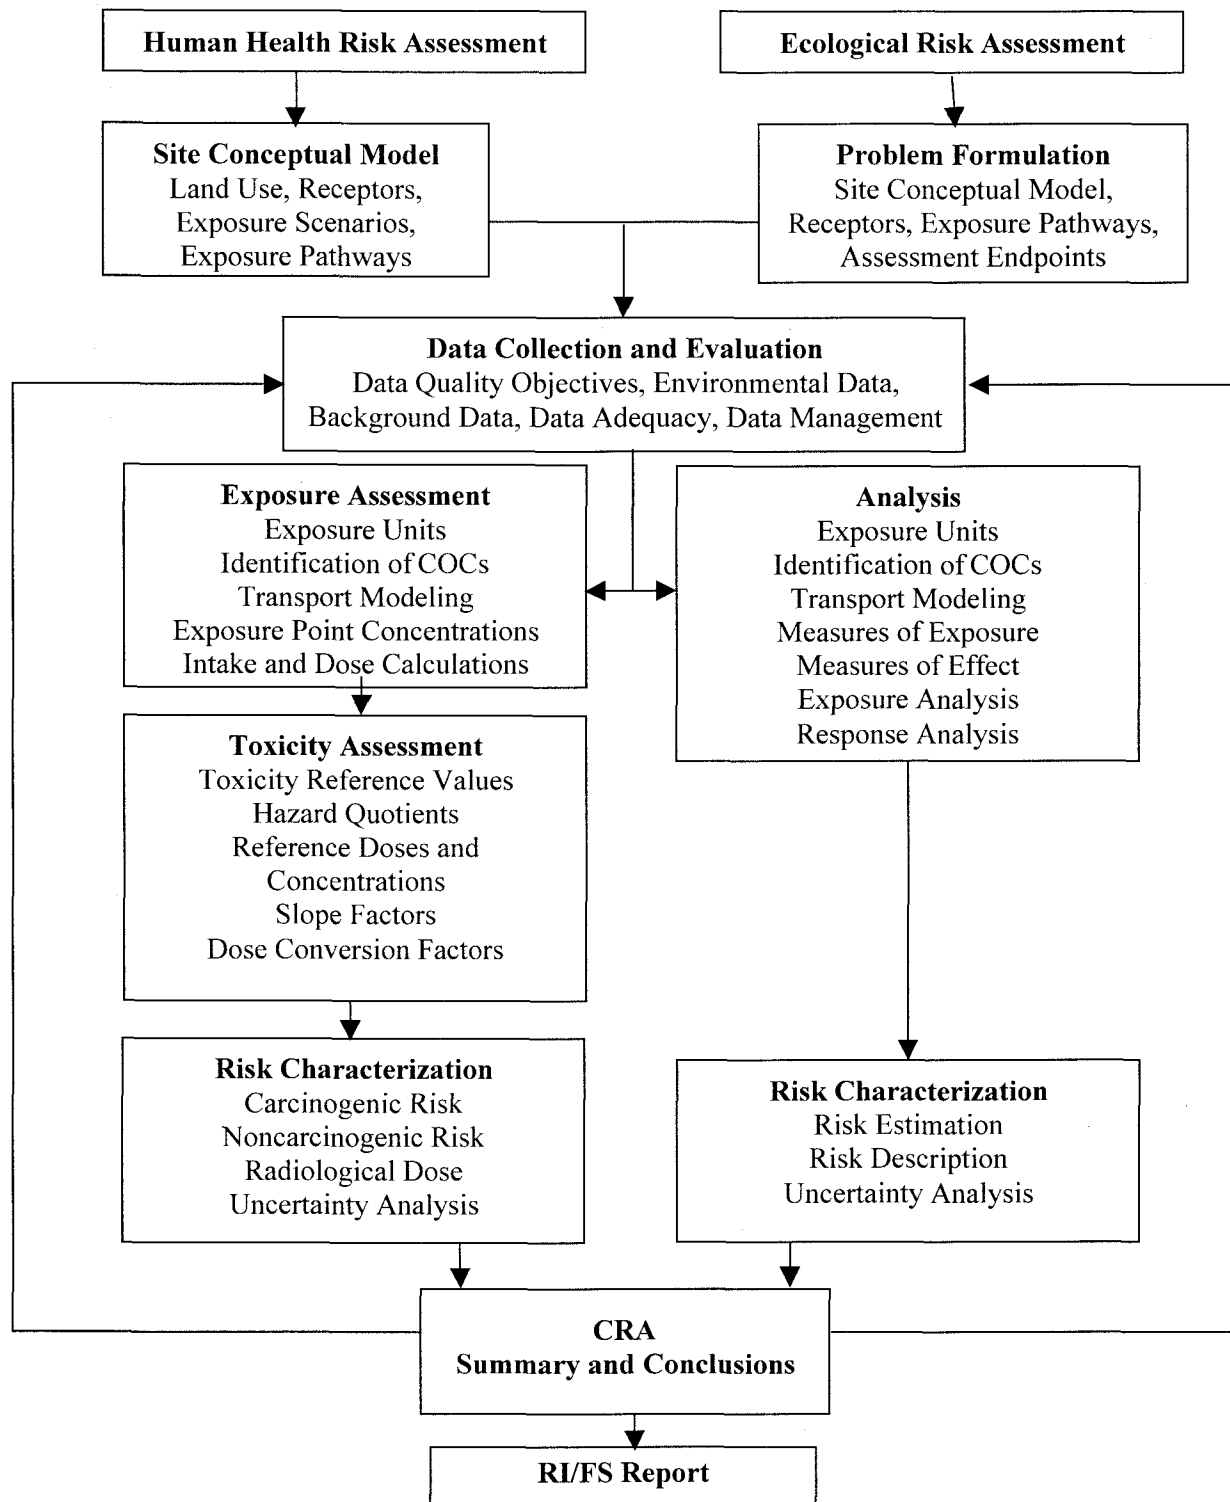 Human Health Risk Assessment
Ecological Risk Assessment
Site Conceptual Model
Land Use, Receptors,
Exposure Scenarios,
Exposure Pathways
Problem Formulation
Site Conceptual Model,
Receptors, Exposure Pathways,
Assessment Endpoints
Data Collection and Evaluation
Data Quality Objectives, Environmental Data,
Background Data, Data Adequacy, Data Management
Exposure Assessment
Exposure Units
Identification of COCs
Transport Modeling
Exposure Point Concentrations
Intake and Dose Calculations
Analysis
Exposure Units
Identification of COCs
Transport Modeling
Measures of Exposure
Measures of Effect
Exposure Analysis
Response Analysis
Toxicity Assessment
Toxicity Reference Values
Hazard Quotients
Reference Doses and
Concentrations
Slope Factors
Dose Conversion Factors
Risk Characterization
Carcinogenic Risk
Noncarcinogenic Risk
Radiological Dose
Uncertainty Analysis
Risk Characterization
Risk Estimation
Risk Description
Uncertainty Analysis
CRA
Summary and Conclusions
RI/FS Report